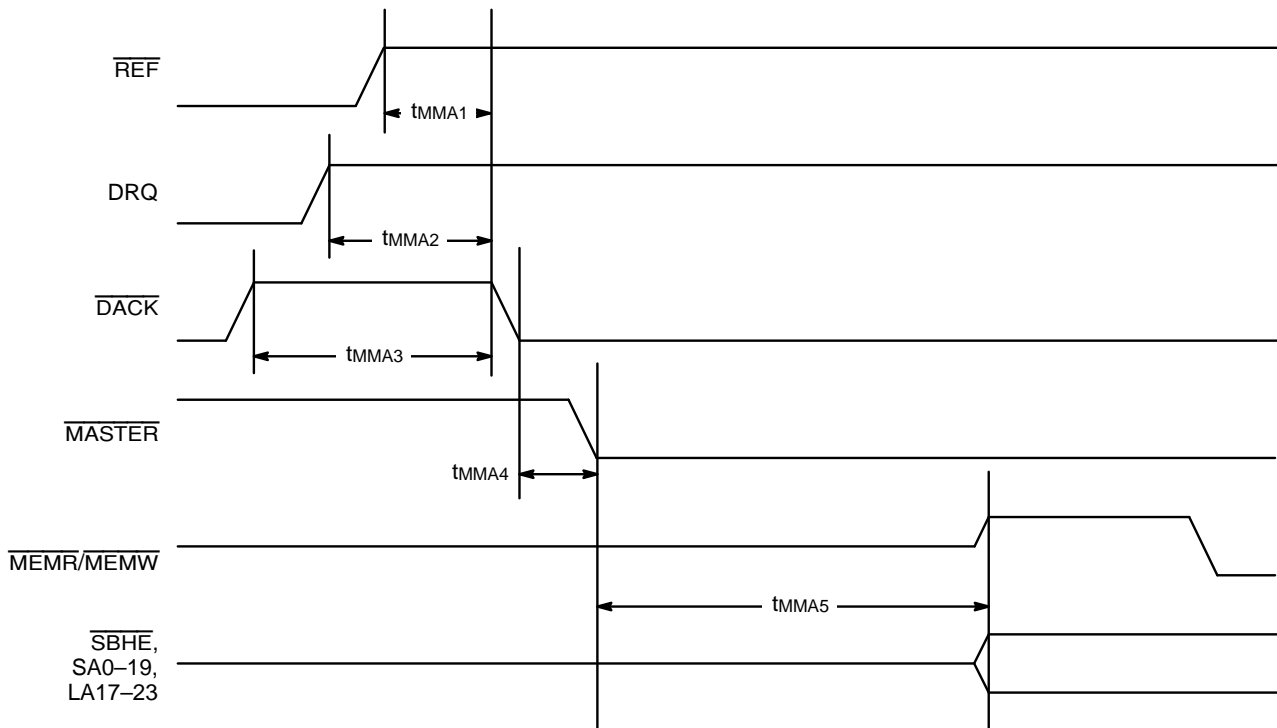 REF
tMMA1
DRQ
tMMA2
DACK
tMMA3
MASTER
tMMA4
MEMR/MEMW
tMMA5
SBHE,
SA0–19,
LA17–23